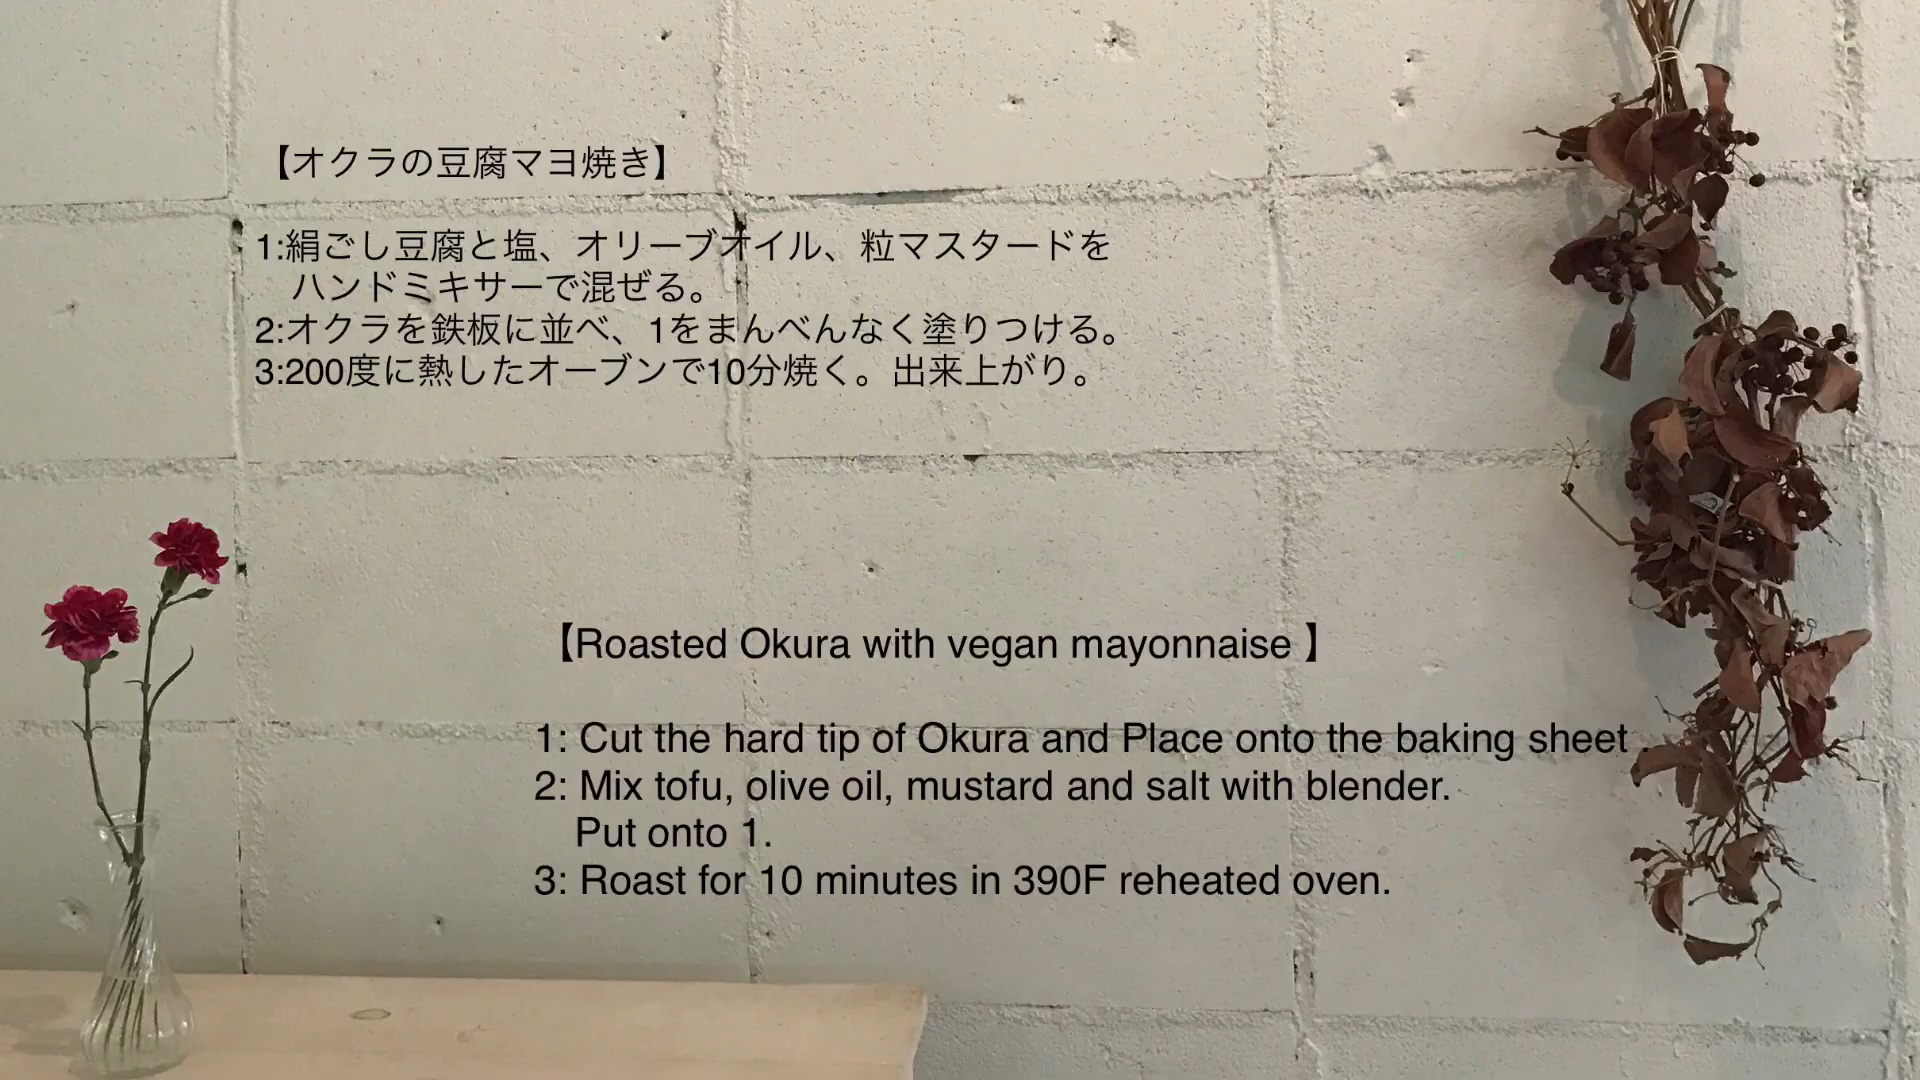 【オクラの豆腐マヨ焼き】
1:絹ごし豆腐と塩、オリーブオイル、粒マスタードを
ハンドミキサーで混ぜる。
2:オクラを鉄板に並べ、1をまんべんなく塗りつける。
3:200度に熱したオーブンで10分焼く。出来上がり。
【Roasted Okura with vegan mayonnaise 】
1: Cut the hard tip of Okura and Place onto the baking sheet .
2: Mix tofu, olive oil, mustard and salt with blender.
Put onto 1.
3: Roast for 10 minutes in 390F reheated oven.